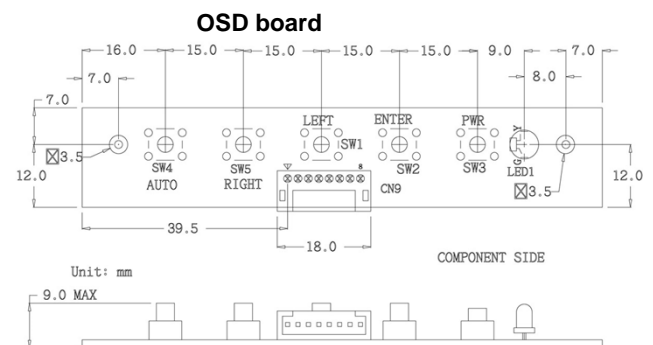 OSD board
16.0 15.0 15.0 15.0 15.0 9.0 7.0
7.0 8.0
7.0
LEFT ENTER PWR Y
SW1
3.5
SW4 SW5 SW2 SW3 G LED1
12.0 AUTO RIGHT 8 CN9 3.5 12.0
39.5
18.0
COMPONENT SIDE
Unit: mm
9.0 MAX